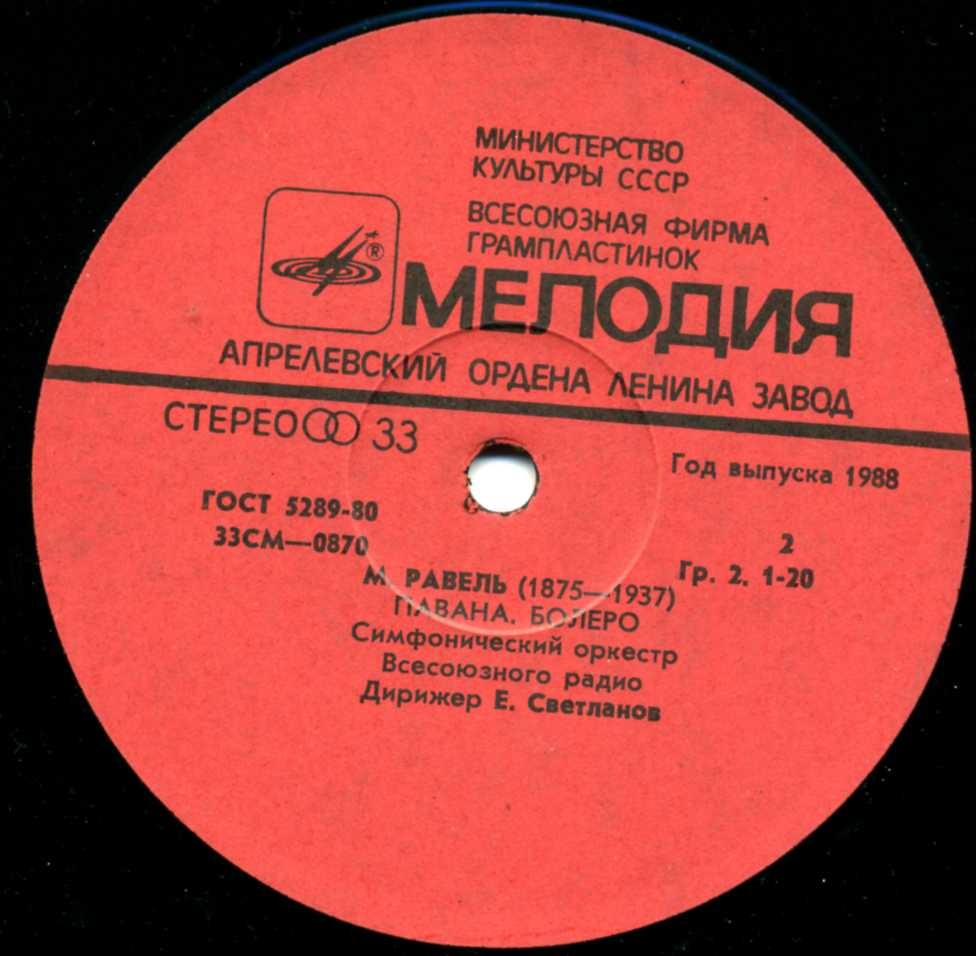 МИНИСТЕРСТВО
КУЛЬТУРЫ СССР
ВСЕСОЮЗНАЯ ФИРМА
ГРАМПЛАСТИНОК
®
МЕЛОДИЯ
АПРЕЛЕВСКИЙ ОРДЕНА ЛЕНИНА ЗАВОД
СТЕРЕО 33
Год выпуска 1988
ГОСТ 5289-80
33СМ—0870
2
Гр. 2. 1-20
М. РАВЕЛЬ (1875—1937)
ПАВАНА. БОЛЕРО
Симфонический оркестр
Всесоюзного радио
Дирижер Е. Светланов